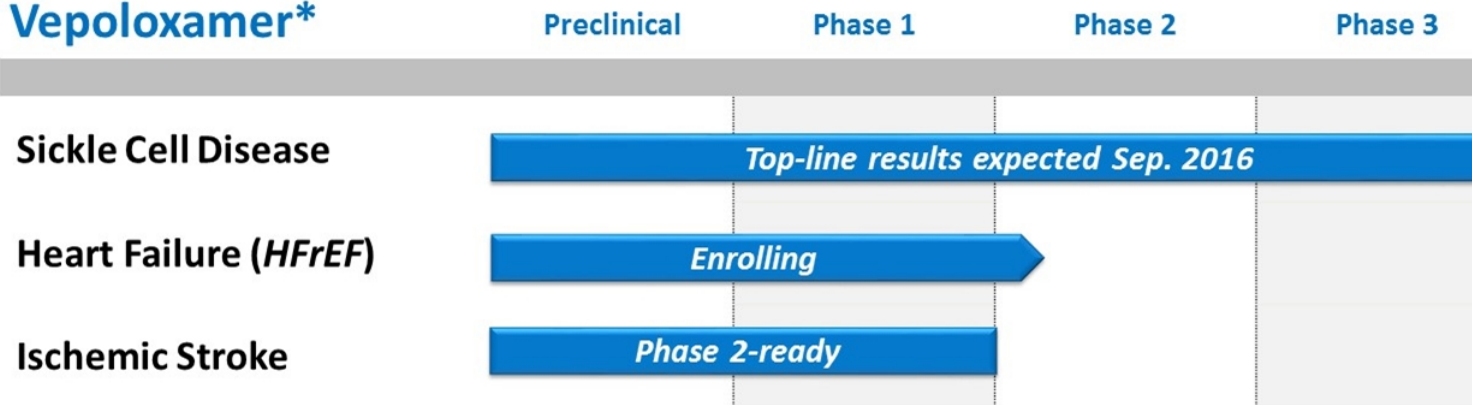 Vepoloxamer* Preclinical Phase 1 Phase 2 Phase 3
Sickle Cell Disease Top-line results expected Sep. 2016
Heart Failure (HFrEF) Enrolling
Ischemic Stroke Phase 2-ready